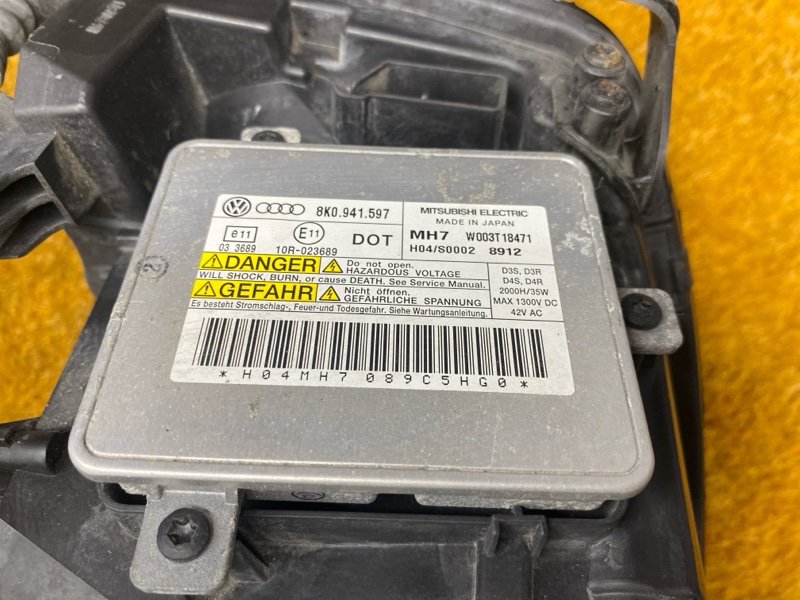 8K0.941.597
MITSUBISHI ELECTRIC
MADE IN JAPAN
e11
E11
DOT
03 3689
10R-023689
MH7 W003T18471
H04/S0002 8912
DANGER
Do not open.
HAZARDOUS VOLTAGE
WILL SHOCK, BURN, or cause DEATH. See Service Manual.
GEFAHR
Nicht öffnen.
GEFÄHRLICHE SPANNUNG
Es besteht Stromschlag-, Feuer-und Todesgefahr. Siehe Wartungsanleitung.
D3S, D3R
D4S, D4R
2000H/35W
MAX 1300V DC
42V AC
*H04MH7 089C5HG0*
2